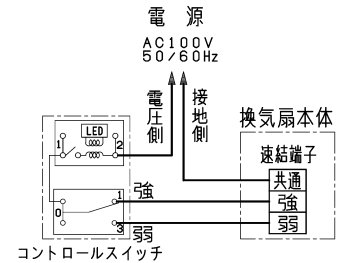 電源
AC100V
50/60Hz
電圧側
接地側
換気扇本体
速結端子
共通
強
弱
LED
1
2
強
1
0
3
弱
コントロールスイッチ